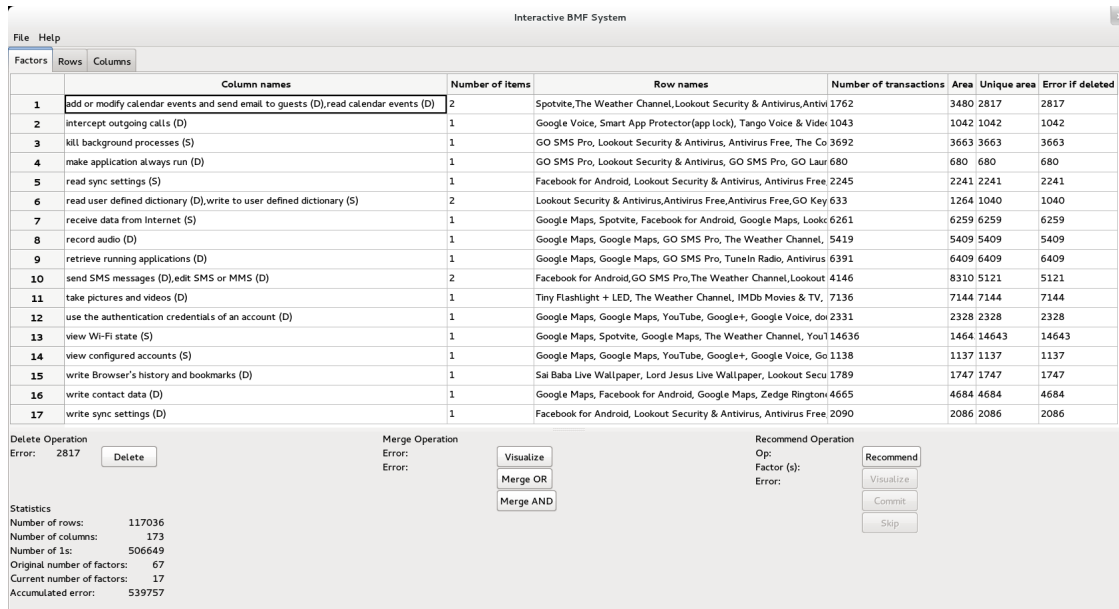 Interactive BMF System
File Help
Factors Rows Columns
Column names Number of items Row names Number of transactions Area Unique area Error if deleted
1 add or modify calendar events and send email to guests (D),read calendar events (D) 2 Spotvite,The Weather Channel,Lookout Security & Antivirus,Antivi 1762 3480 2817 2817
2 intercept outgoing calls (D) 1 Google Voice, Smart App Protector(app lock), Tango Voice & Video 1043 1042 1042 1042
3 kill background processes (S) 1 GO SMS Pro, Lookout Security & Antivirus, Antivirus Free, The Co 3692 3663 3663 3663
4 make application always run (D) 1 GO SMS Pro, Lookout Security & Antivirus, GO SMS Pro, GO Laun 680 680 680 680
5 read sync settings (S) 1 Facebook for Android, Lookout Security & Antivirus, Antivirus Free 2245 2241 2241 2241
6 read user defined dictionary (D),write to user defined dictionary (S) 2 Lookout Security & Antivirus,Antivirus Free,Antivirus Free,GO Key 633 1264 1040 1040
7 receive data from Internet (S) 1 Google Maps, Spotvite, Facebook for Android, Google Maps, Looko 6261 6259 6259 6259
8 record audio (D) 1 Google Maps, Google Maps, GO SMS Pro, The Weather Channel, 5419 5409 5409 5409
9 retrieve running applications (D) 1 Google Maps, Google Maps, GO SMS Pro, TuneIn Radio, Antivirus 6391 6409 6409 6409
10 send SMS messages (D),edit SMS or MMS (D) 2 Facebook for Android,GO SMS Pro,The Weather Channel,Lookout 4146 8310 5121 5121
11 take pictures and videos (D) 1 Tiny Flashlight + LED, The Weather Channel, IMDb Movies & TV, 7136 7144 7144 7144
12 use the authentication credentials of an account (D) 1 Google Maps, Google Maps, YouTube, Google+, Google Voice, do 2331 2328 2328 2328
13 view Wi-Fi state (S) 1 Google Maps, Spotvite, Google Maps, The Weather Channel, You 14636 1464 14643 14643
14 view configured accounts (S) 1 Google Maps, Google Maps, YouTube, Google+, Google Voice, Go 1138 1137 1137 1137
15 write Browser's history and bookmarks (D) 1 Sai Baba Live Wallpaper, Lord Jesus Live Wallpaper, Lookout Secu 1789 1747 1747 1747
16 write contact data (D) 1 Google Maps, Facebook for Android, Google Maps, Zedge Ringtone 4665 4684 4684 4684
17 write sync settings (D) 1 Facebook for Android, Lookout Security & Antivirus, Antivirus Free 2090 2086 2086 2086
Delete Operation Merge Operation Recommend Operation
Error: 2817 Delete Error: Visualize Op: Recommend
Error: Merge OR Factor (s): Visualize
Merge AND Error: Commit
Skip
Statistics
Number of rows: 117036
Number of columns: 173
Number of 1s: 506649
Original number of factors: 67
Current number of factors: 17
Accumulated error: 539757